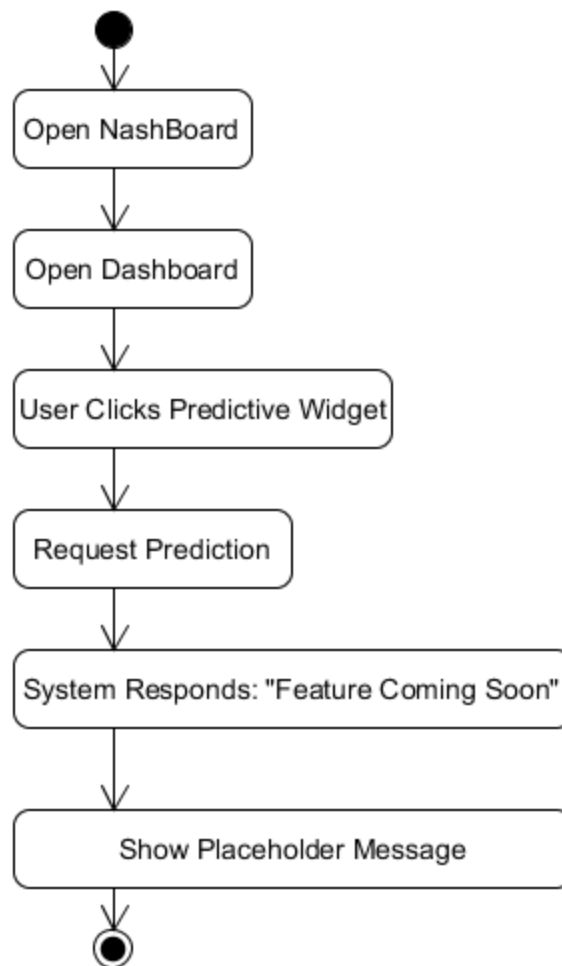 Open NashBoard
Open Dashboard
User Clicks Predictive Widget
Request Prediction
System Responds: "Feature Coming Soon"
Show Placeholder Message